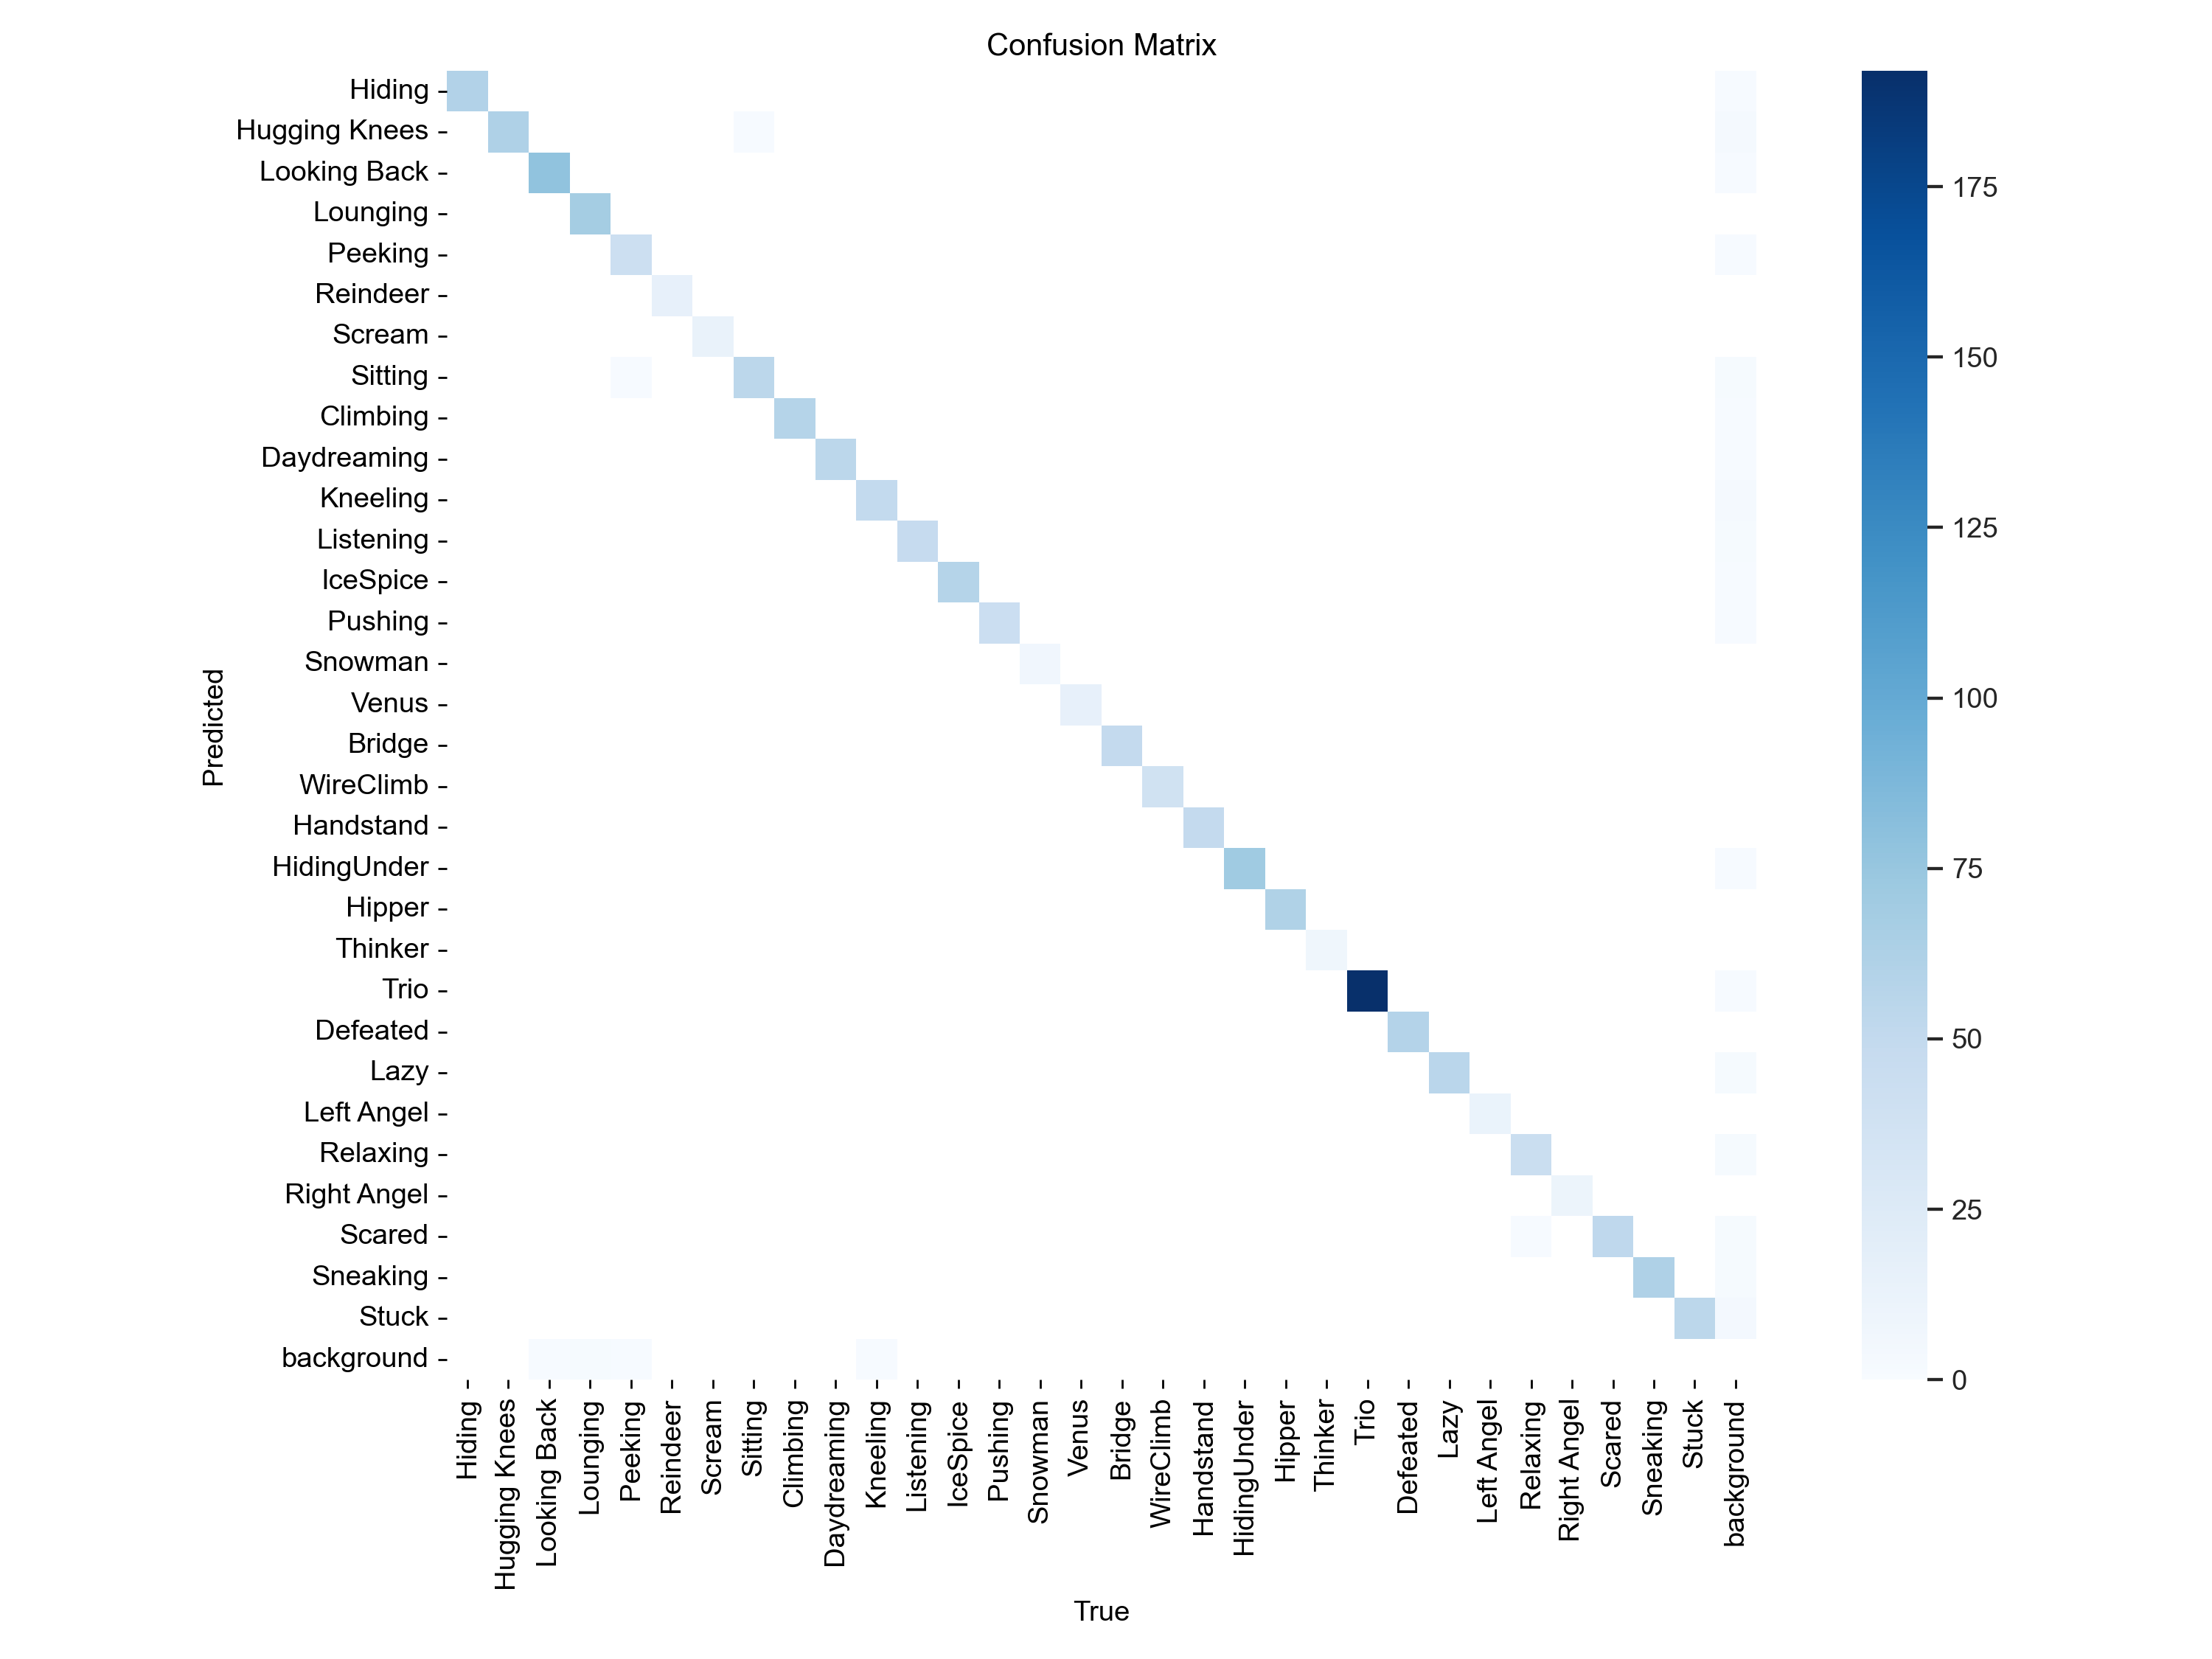 Confusion Matrix
Hiding
Hugging Knees
Looking Back
Lounging
Peeking
Reindeer
Scream
Sitting
Climbing
Daydreaming
Kneeling
Listening
IceSpice
Pushing
Snowman
Venus
Bridge
WireClimb
Handstand
HidingUnder
Hipper
Thinker
Trio
Defeated
Lazy
Left Angel
Relaxing
Right Angel
Scared
Sneaking
Stuck
background
Predicted
Hiding
Hugging Knees
Looking Back
Lounging
Peeking
Reindeer
Scream
Sitting
Climbing
Daydreaming
Kneeling
Listening
IceSpice
Pushing
Snowman
Venus
Bridge
WireClimb
Handstand
HidingUnder
Hipper
Thinker
Trio
Defeated
Lazy
Left Angel
Relaxing
Right Angel
Scared
Sneaking
Stuck
background
True
175
150
125
100
75
50
25
0